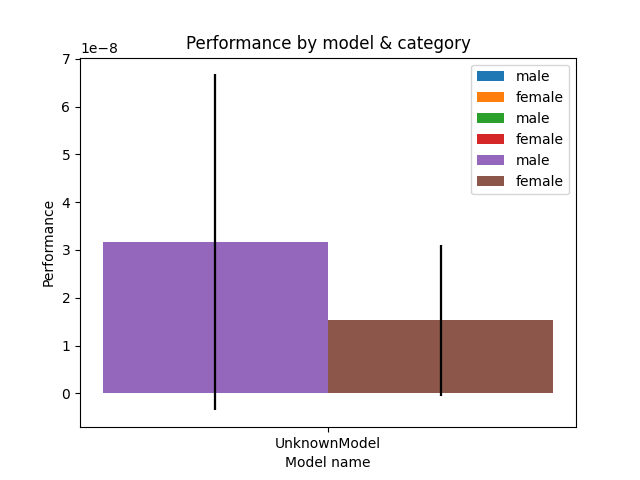 Performance by model & category
1e−8
7
6
5
4
3
2
1
0
Performance
male
female
male
female
male
female
UnknownModel
Model name